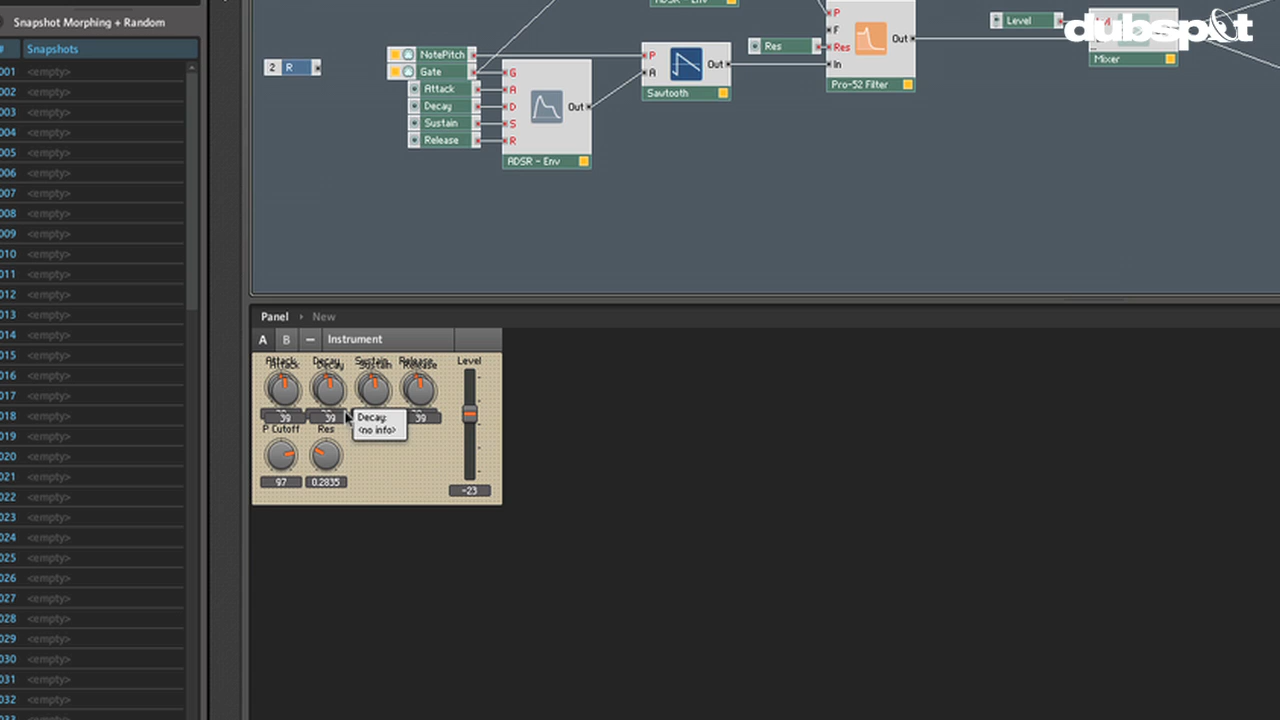 Snapshot Morphing + Random
# Snapshots
001 <empty>
002 <empty>
003 <empty>
004 <empty>
005 <empty>
006 <empty>
007 <empty>
008 <empty>
009 <empty>
010 <empty>
011 <empty>
012 <empty>
013 <empty>
014 <empty>
015 <empty>
016 <empty>
017 <empty>
018 <empty>
019 <empty>
020 <empty>
021 <empty>
022 <empty>
023 <empty>
024 <empty>
025 <empty>
026 <empty>
027 <empty>
028 <empty>
029 <empty>
030 <empty>
031 <empty>
032 <empty>
2 R
NotePitch
Gate
Attack
Decay
Sustain
Release
G
A
D
S
R
Out
ADSR - Env
P
A
Out
Sawtooth
Res
P
F
Res
In
Out
Pro-52 Filter
Level
Mixer
dubspot
Panel › New
A B — Instrument
Attack Decay Sustain Release Level
Attack Decay Sustain Release
39 39 39
Decay:
<no info>
P Cutoff Res
97 0.2835
-23